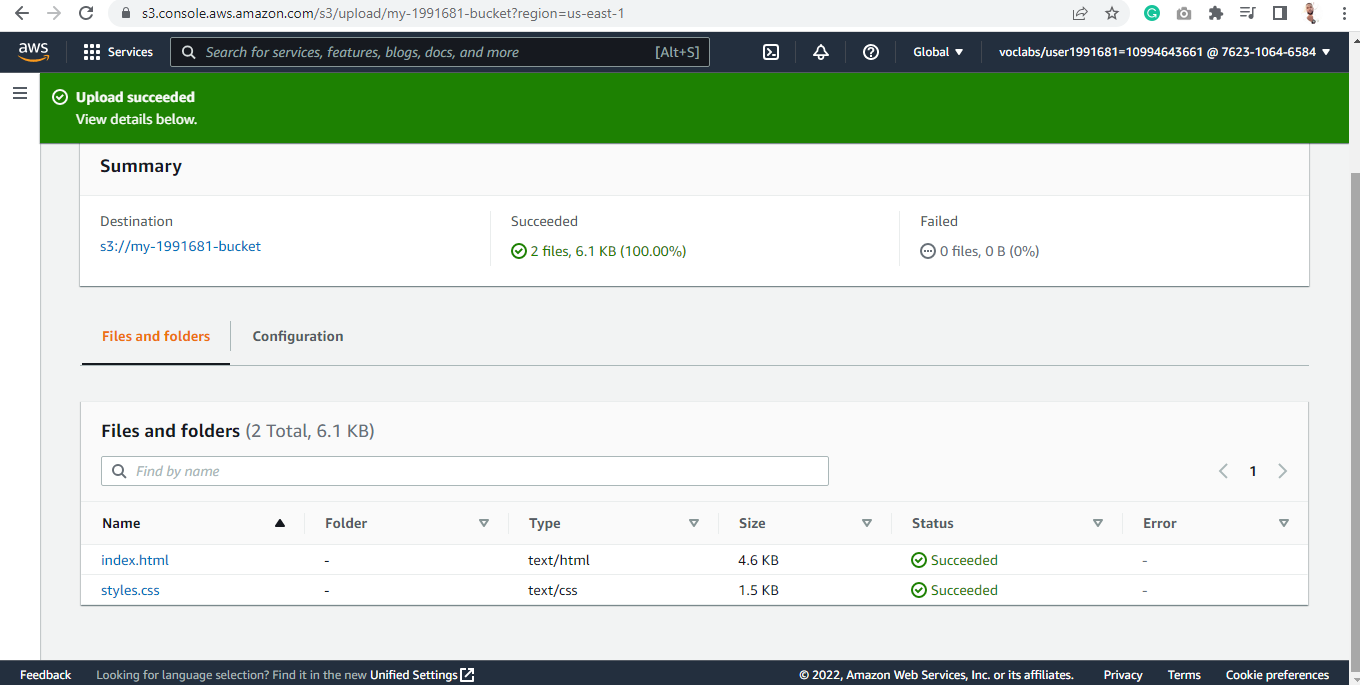 s3.console.aws.amazon.com/s3/upload/my-1991681-bucket?region=us-east-1
aws Services Search for services, features, blogs, docs, and more [Alt+S] Global voclabs/user1991681=10994643661 @ 7623-1064-6584
Upload succeeded
View details below.
Summary
Destination Succeeded Failed
s3://my-1991681-bucket 2 files, 6.1 KB (100.00%) 0 files, 0 B (0%)
Files and folders Configuration
Files and folders (2 Total, 6.1 KB)
Find by name 1
Name Folder Type Size Status Error
index.html - text/html 4.6 KB Succeeded -
styles.css - text/css 1.5 KB Succeeded -
Feedback Looking for language selection? Find it in the new Unified Settings © 2022, Amazon Web Services, Inc. or its affiliates. Privacy Terms Cookie preferences